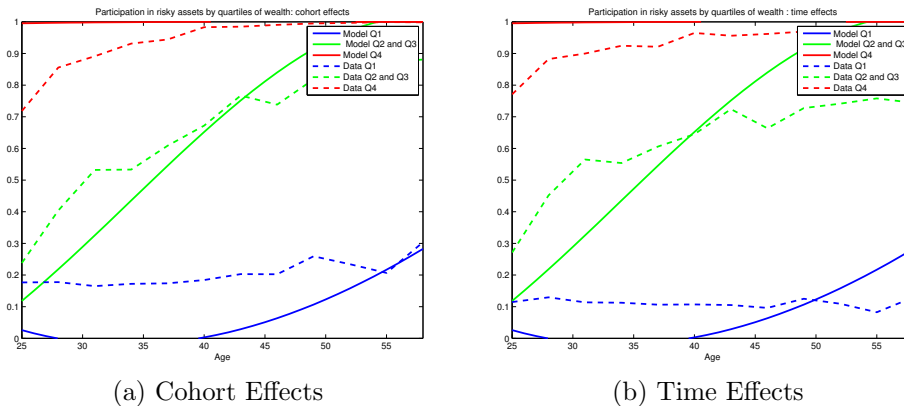 Participation in risky assets by quartiles of wealth: cohort effects
1
0.9
0.8
0.7
0.6
0.5
0.4
0.3
0.2
0.1
0
25
30
35
40
45
50
55
Age
Model Q1
Model Q2 and Q3
Model Q4
Data Q1
Data Q2 and Q3
Data Q4
(a) Cohort Effects
Participation in risky assets by quartiles of wealth : time effects
1
0.9
0.8
0.7
0.6
0.5
0.4
0.3
0.2
0.1
0
25
30
35
40
45
50
55
Age
Model Q1
Model Q2 and Q3
Model Q4
Data Q1
Data Q2 and Q3
Data Q4
(b) Time Effects